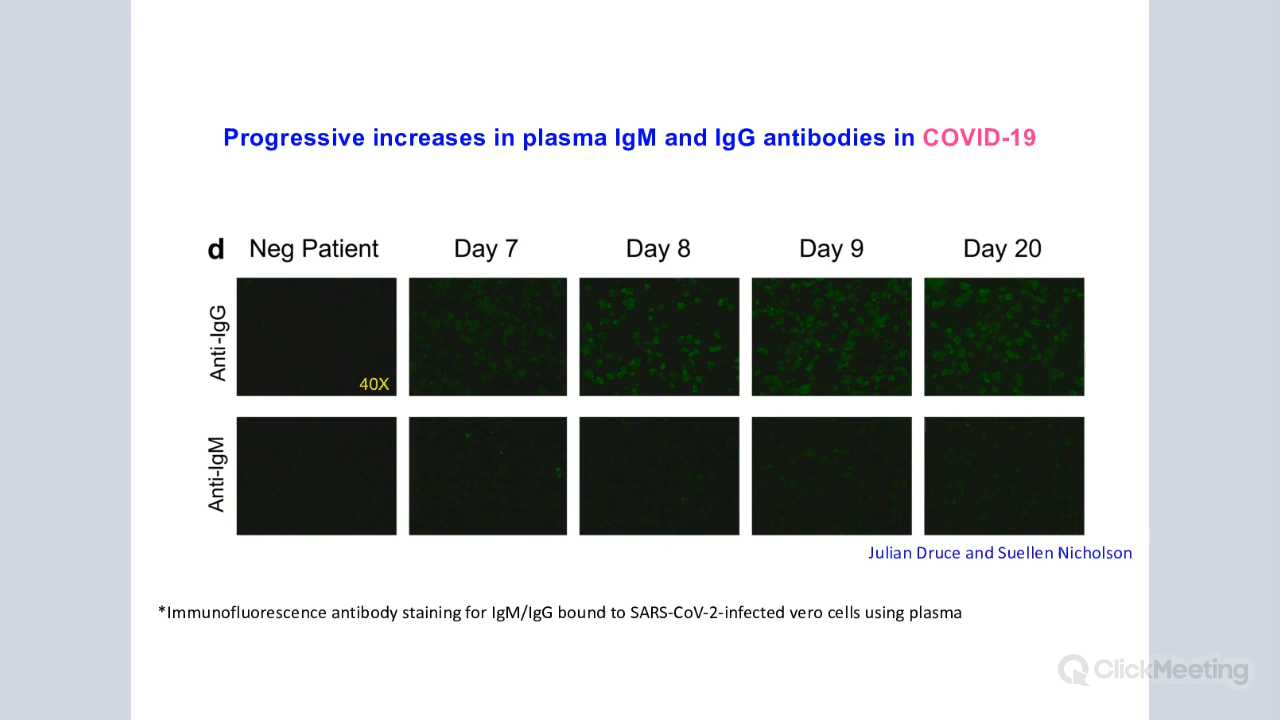 Progressive increases in plasma IgM and IgG antibodies in COVID-19
d Neg Patient Day 7 Day 8 Day 9 Day 20
Anti-IgG
40X
Anti-IgM
Julian Druce and Suellen Nicholson
*Immunofluorescence antibody staining for IgM/IgG bound to SARS-CoV-2-infected vero cells using plasma
ClickMeeting